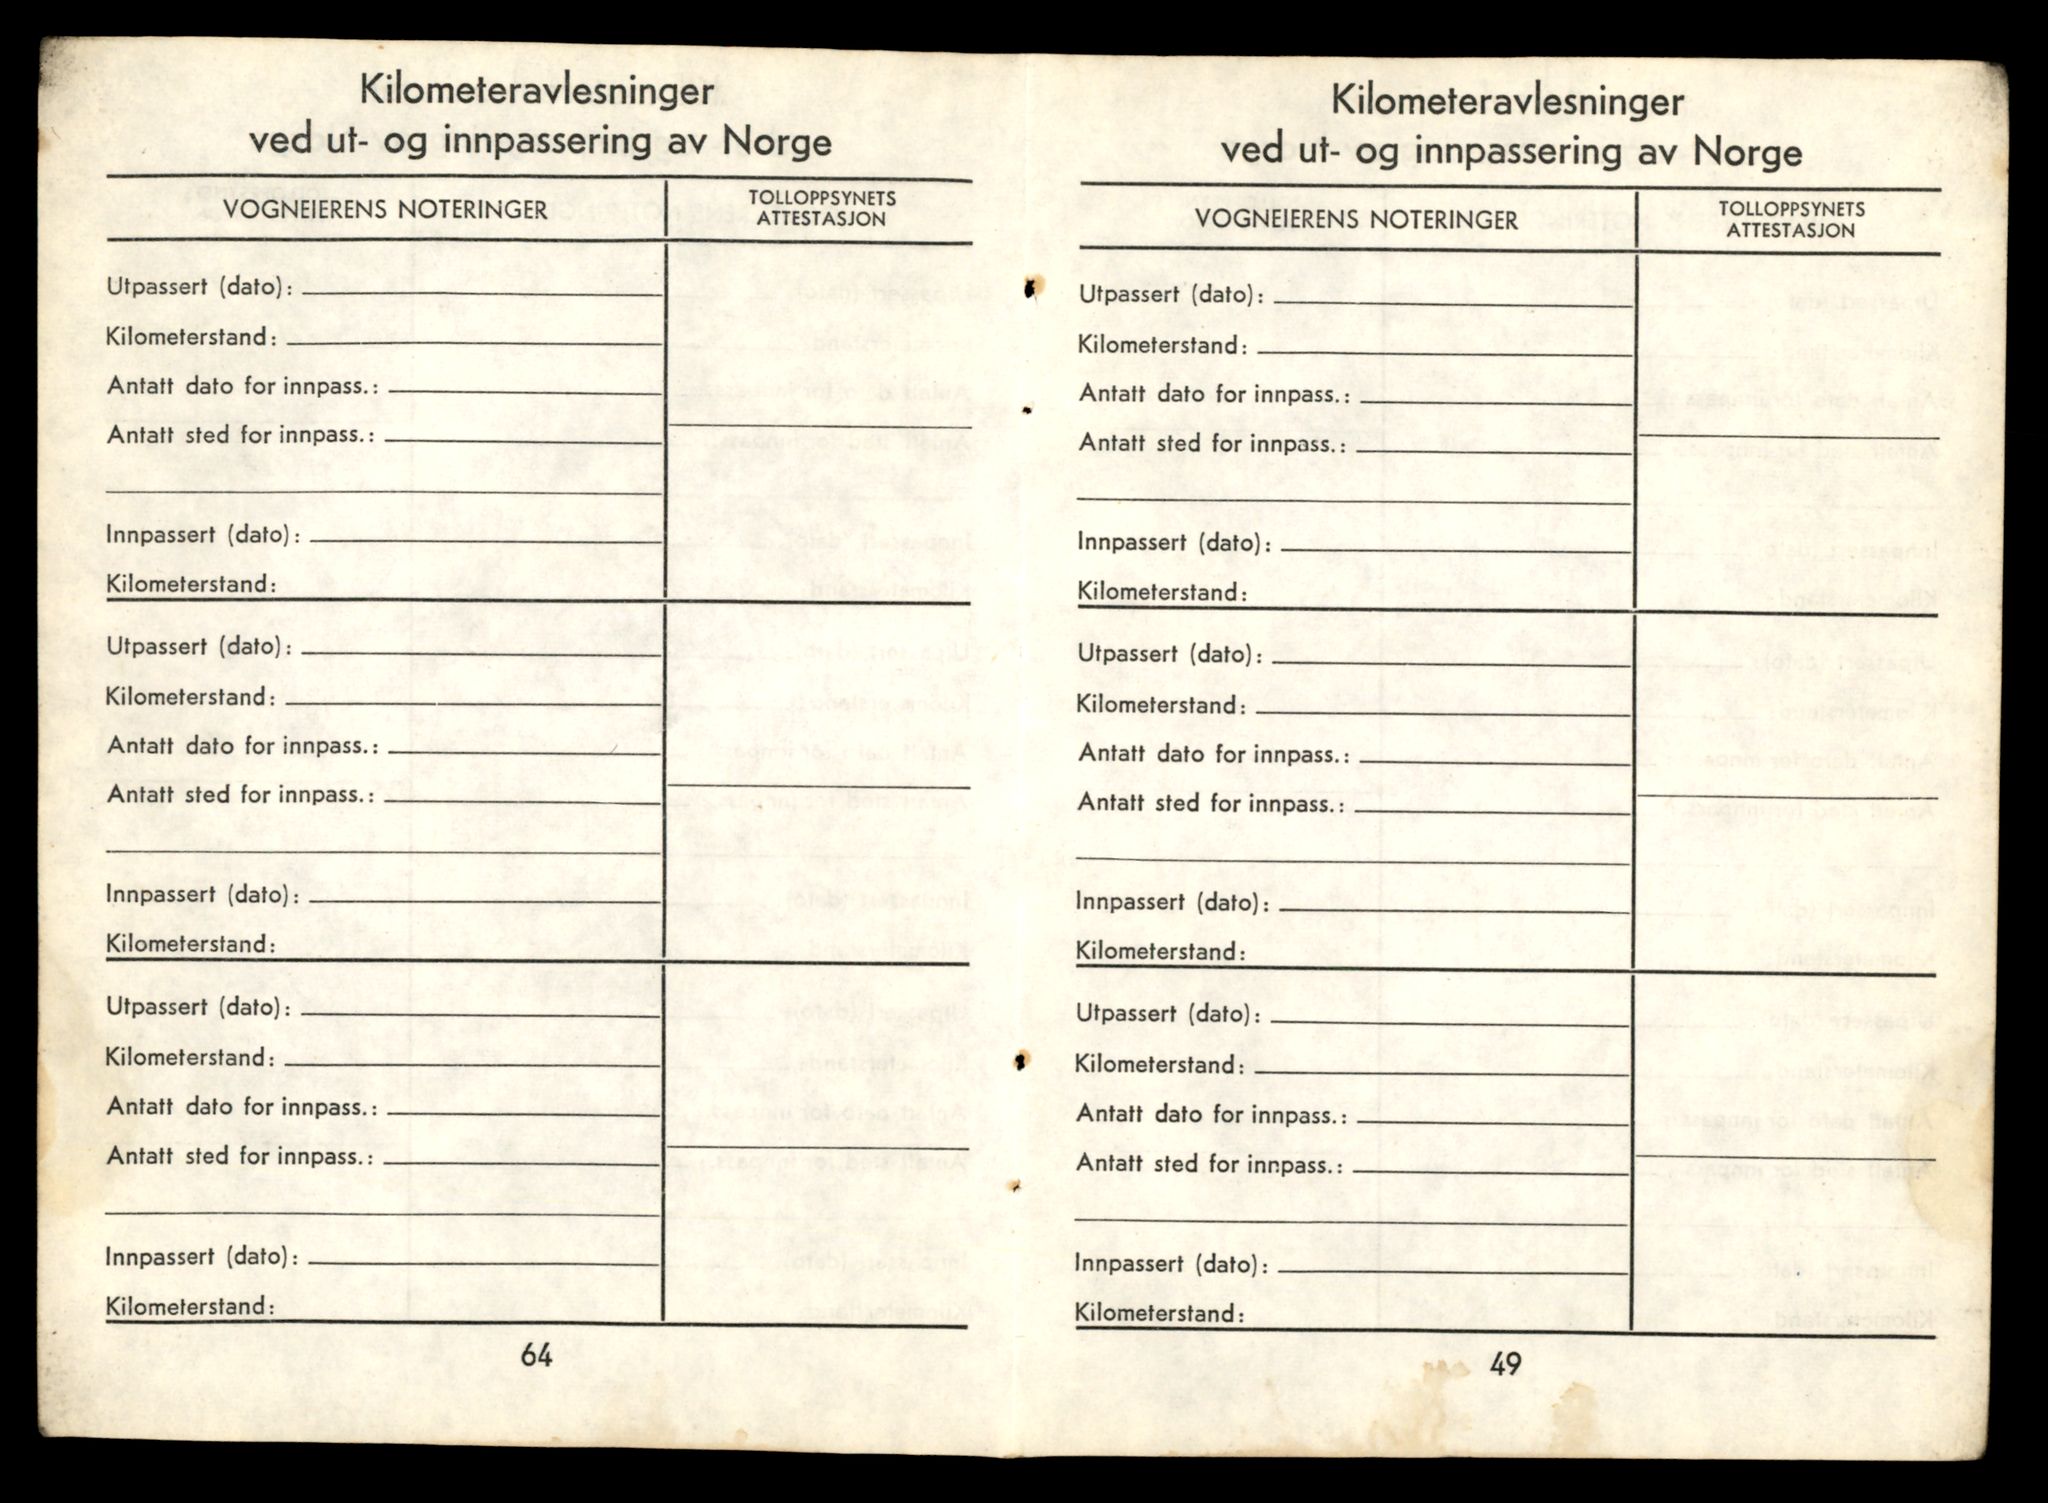 Kilometeravlesninger
ved ut- og innpassering av Norge
VOGNEIERENS NOTERINGER
TOLLOPPSYNETS
ATTESTASJON
Utpassert (dato):
Kilometerstand:
Antatt dato for innpass.:
Antatt sted for innpass.:
Innpassert (dato):
Kilometerstand:
Utpassert (dato):
Kilometerstand:
Antatt dato for innpass.:
Antatt sted for innpass.:
Innpassert (dato):
Kilometerstand:
Utpassert (dato):
Kilometerstand:
Antatt dato for innpass.:
Antatt sted for innpass.:
Innpassert (dato):
Kilometerstand:
64
Kilometeravlesninger
ved ut- og innpassering av Norge
VOGNEIERENS NOTERINGER
TOLLOPPSYNETS
ATTESTASJON
Utpassert (dato):
Kilometerstand:
Antatt dato for innpass.:
Antatt sted for innpass.:
Innpassert (dato):
Kilometerstand:
Utpassert (dato):
Kilometerstand:
Antatt dato for innpass.:
Antatt sted for innpass.:
Innpassert (dato):
Kilometerstand:
Utpassert (dato):
Kilometerstand:
Antatt dato for innpass.:
Antatt sted for innpass.:
Innpassert (dato):
Kilometerstand:
49